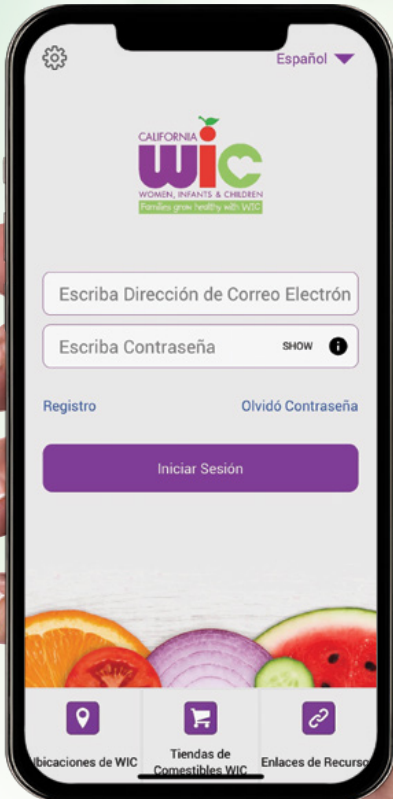 Español
CALIFORNIA
WIC
WOMEN, INFANTS & CHILDREN
Families grow healthy with WIC
Escriba Dirección de Correo Electrón
Escriba Contraseña SHOW
Registro Olvidó Contraseña
Iniciar Sesión
Ubicaciones de WIC
Tiendas de
Comestibles WIC
Enlaces de Recurso